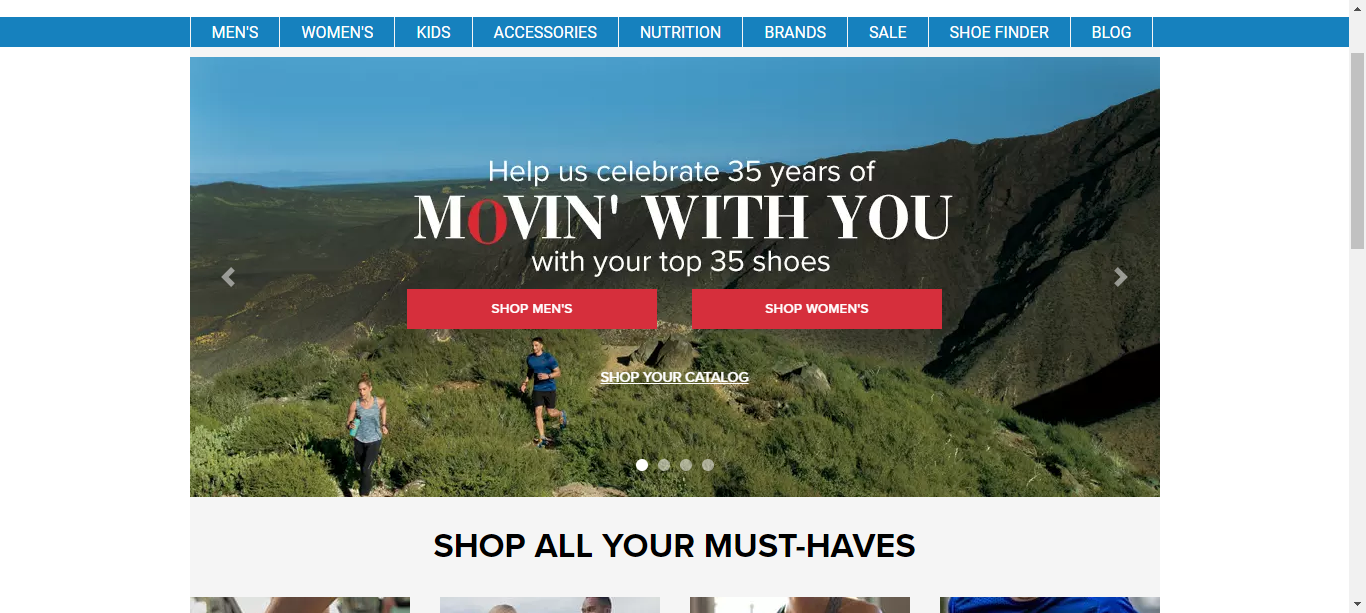 MEN'S WOMEN'S KIDS ACCESSORIES NUTRITION BRANDS SALE SHOE FINDER BLOG
Help us celebrate 35 years of
MOVIN' WITH YOU
with your top 35 shoes
SHOP MEN'S SHOP WOMEN'S
SHOP YOUR CATALOG
SHOP ALL YOUR MUST-HAVES